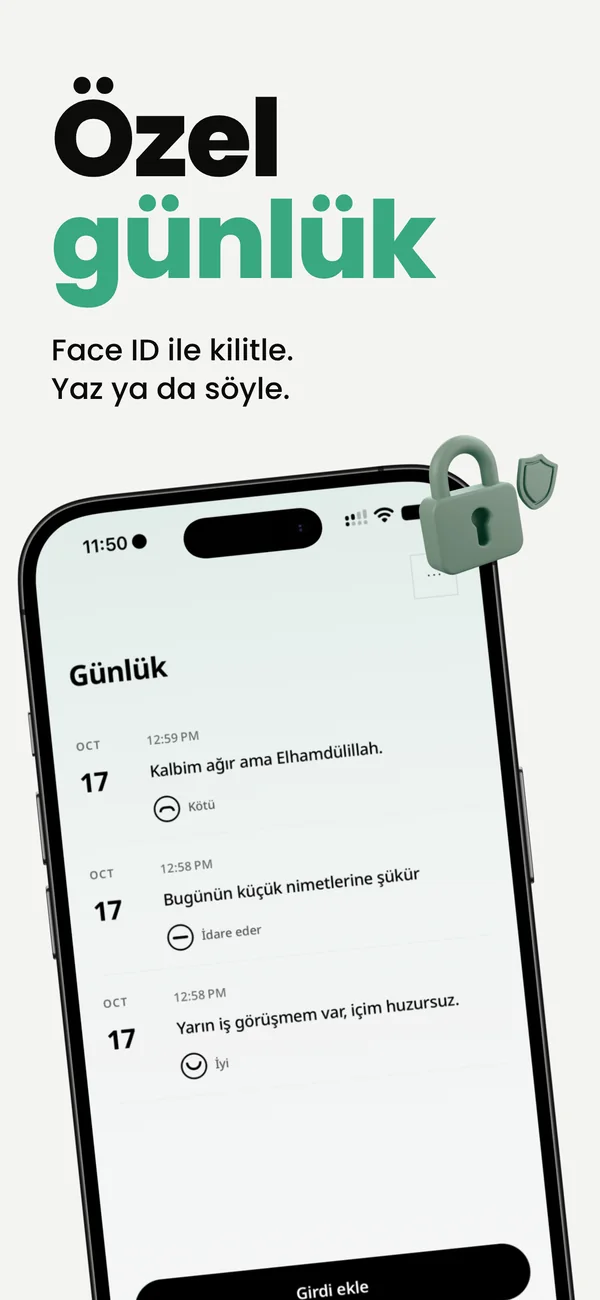 Özel
günlük
Face ID ile kilitle.
Yaz ya da söyle.
11:50
Günlük
OCT
17
12:59 PM
Kalbim ağır ama Elhamdülillah.
Kötü
OCT
17
12:58 PM
Bugünün küçük nimetlerine şükür
İdare eder
OCT
17
12:58 PM
Yarın iş görüşmem var, içim huzursuz.
İyi
Girdi ekle